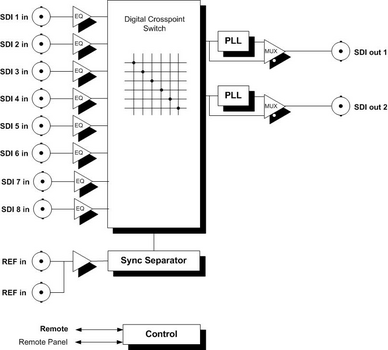 SDI 1 in
EQ
Digital Crosspoint
Switch
SDI 2 in
EQ
PLL
MUX
SDI out 1
SDI 3 in
EQ
SDI 4 in
EQ
PLL
MUX
SDI out 2
SDI 5 in
EQ
SDI 6 in
EQ
SDI 7 in
EQ
SDI 8 in
EQ
REF in
Sync Separator
REF in
Remote
Control
Remote Panel